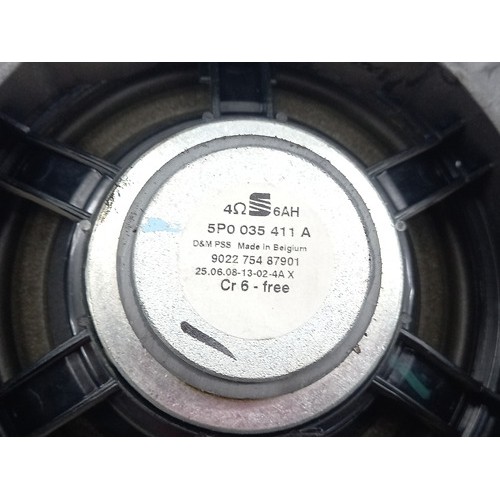 4Ω 6AH
5P0 035 411 A
D&M PSS Made in Belgium
9022 754 87901
25.06.08-13-02-4A X
Cr 6 - free